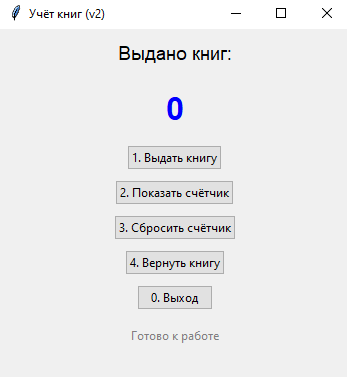 Учёт книг (v2)
Выдано книг:
0
1. Выдать книгу
2. Показать счётчик
3. Сбросить счётчик
4. Вернуть книгу
0. Выход
Готово к работе